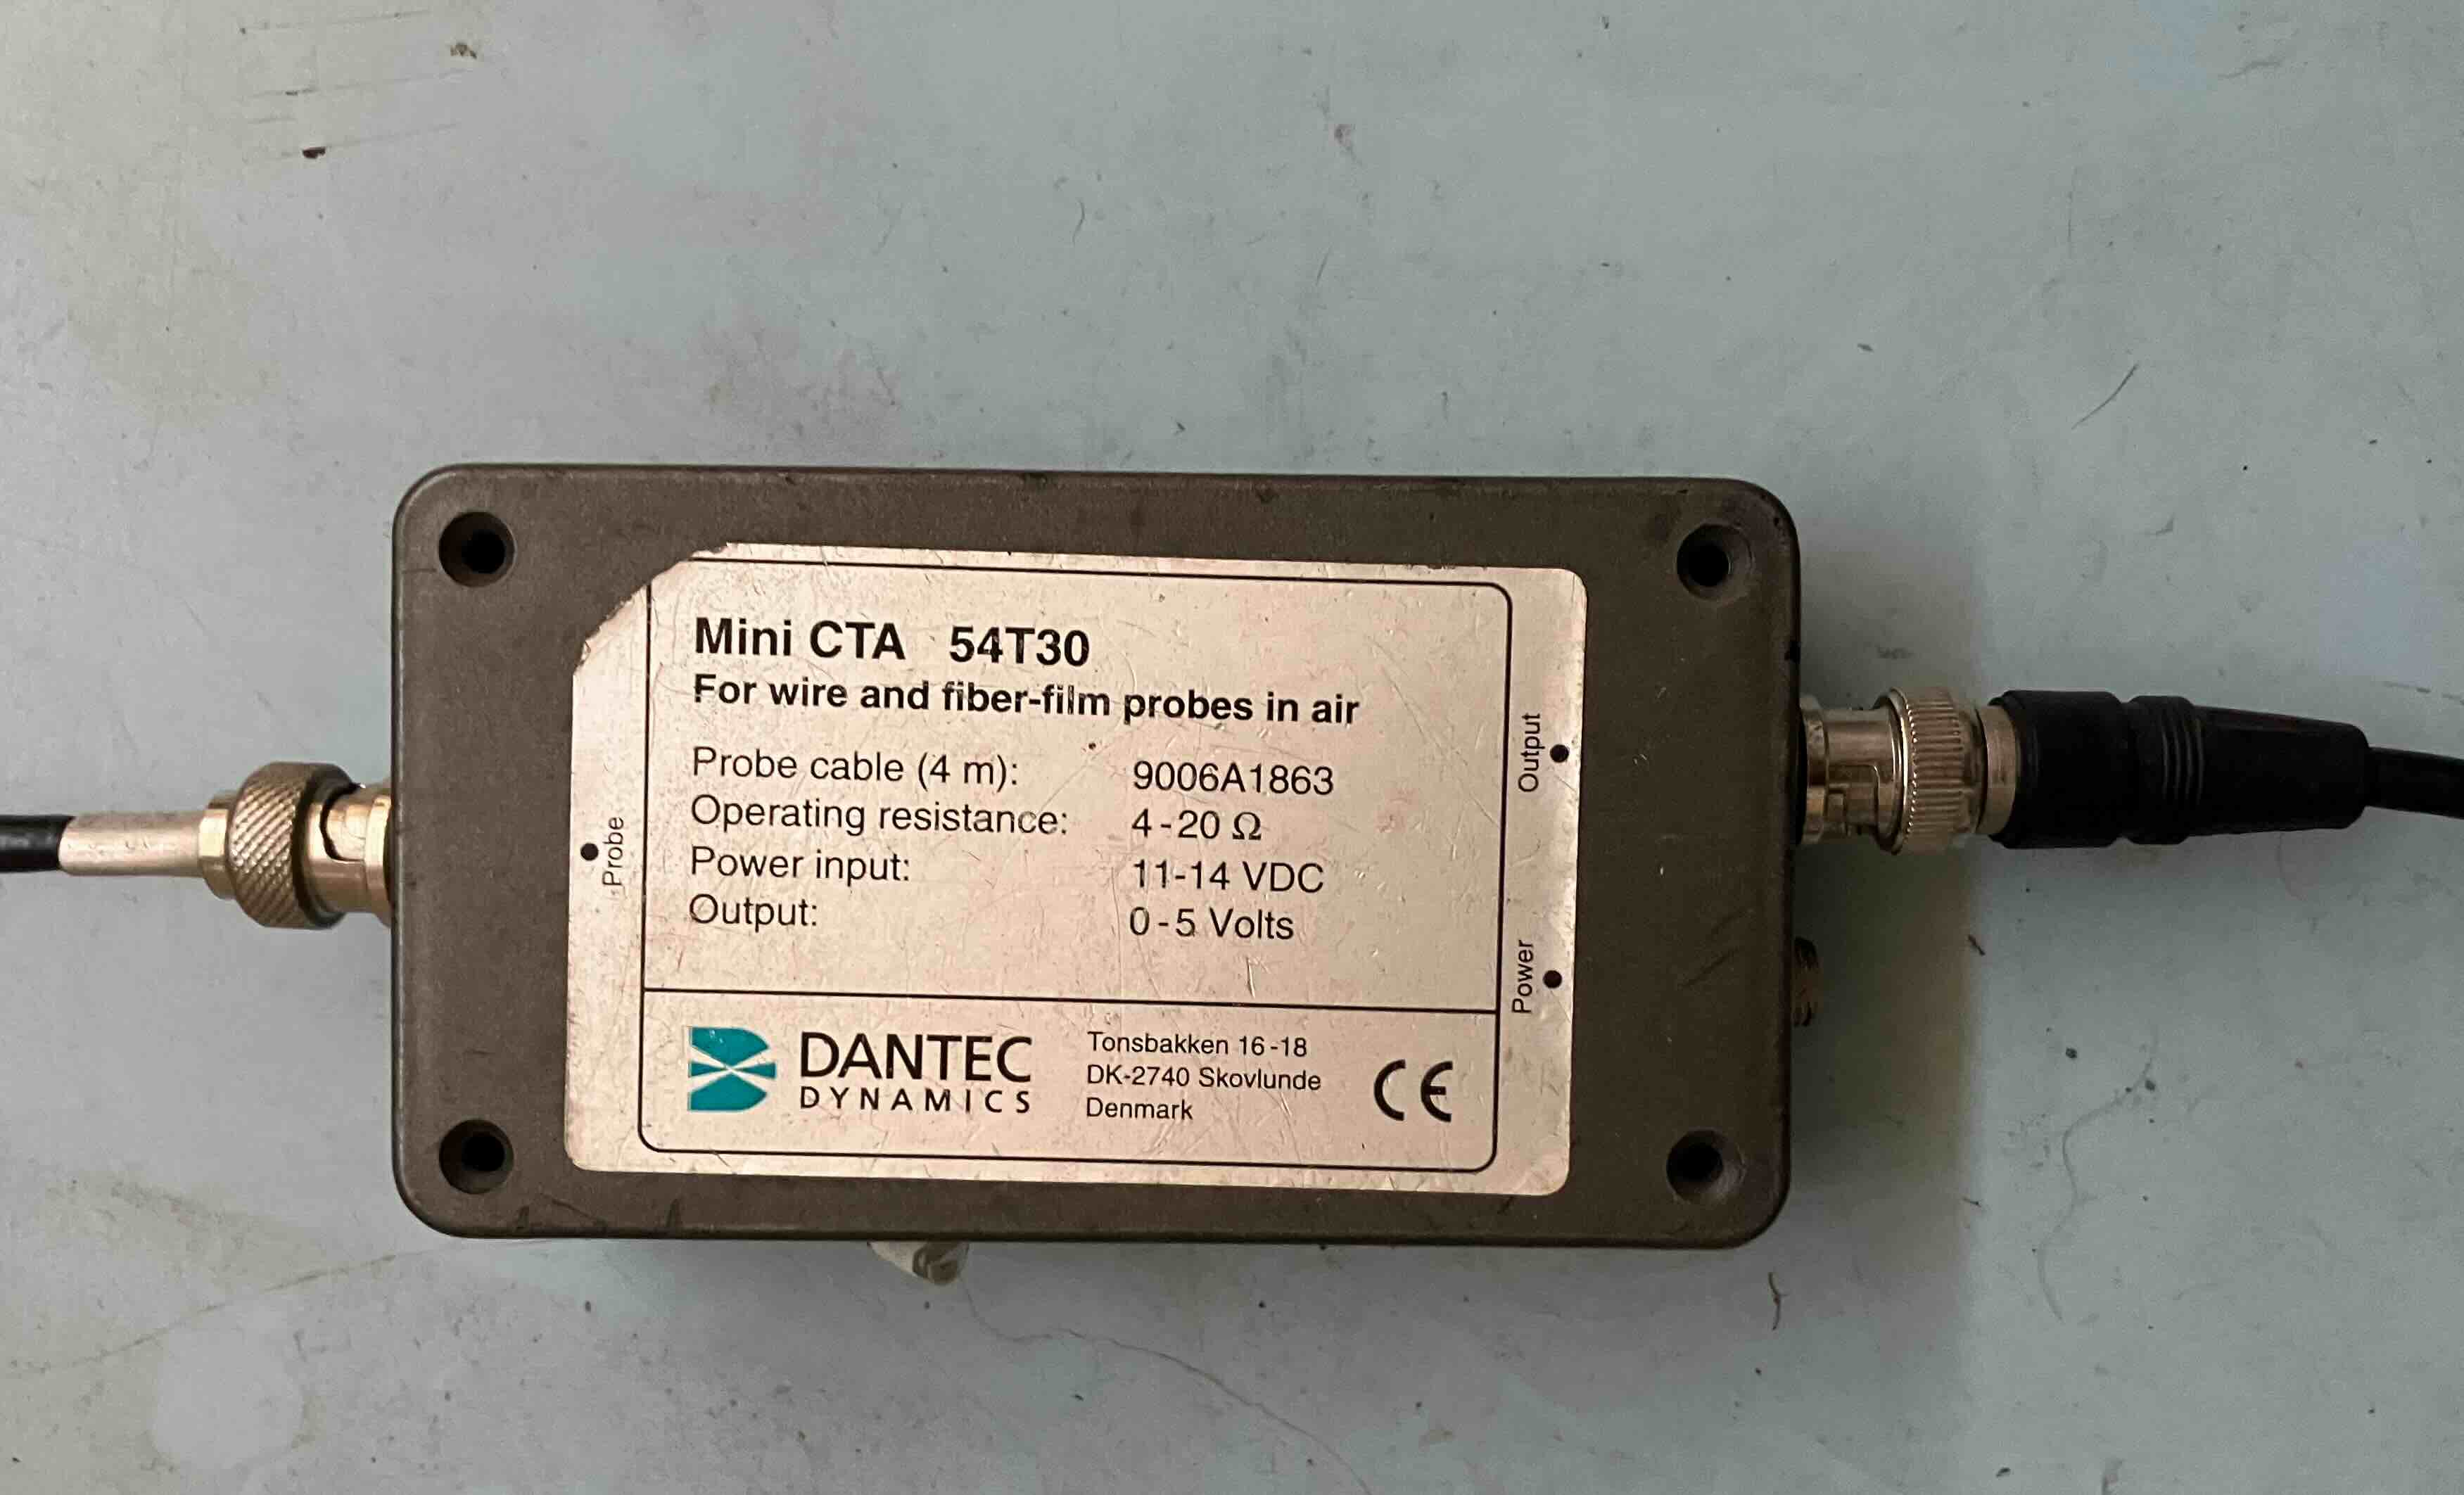 Mini CTA 54T30
For wire and fiber-film probes in air
Probe cable (4 m): 9006A1863
Operating resistance: 4-20 Ω
Power input: 11-14 VDC
Output: 0-5 Volts
Probe
Output
Power
DANTEC
DYNAMICS
Tonsbakken 16-18
DK-2740 Skovlunde
Denmark
CE